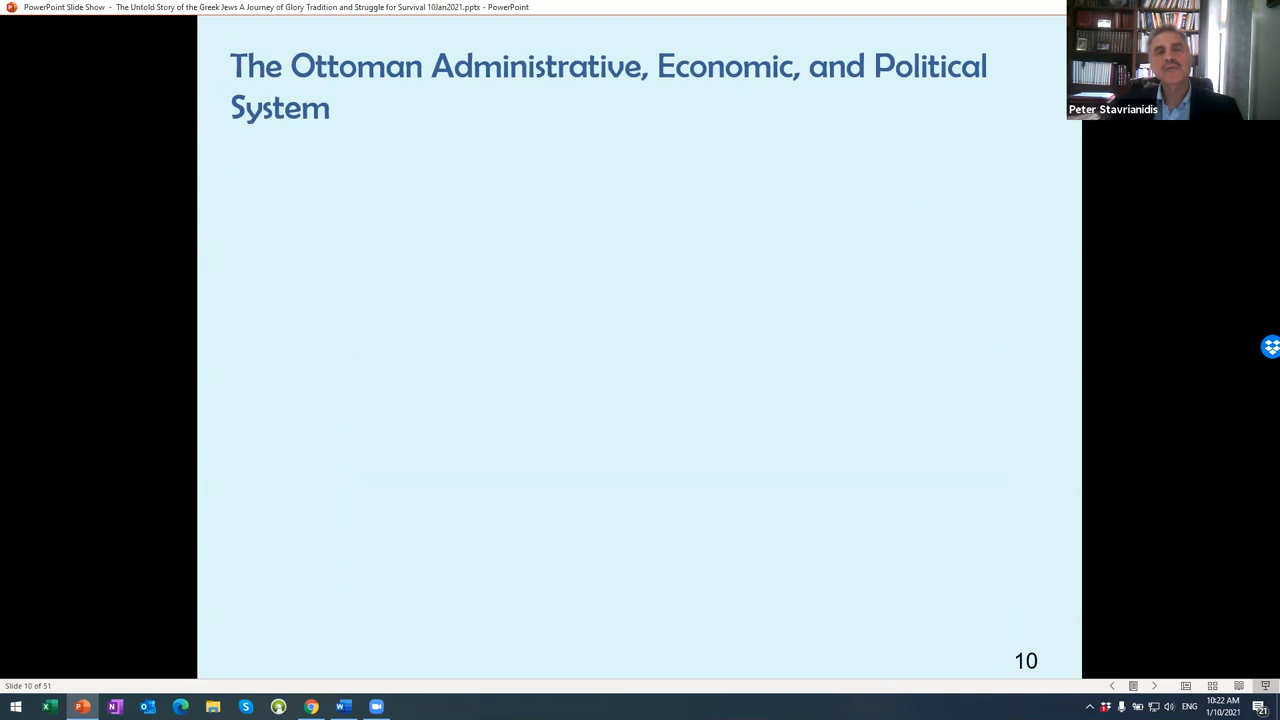 PowerPoint Slide Show - The Untold Story of the Greek Jews A Journey of Glory Tradition and Struggle for Survival 10Jan2021.pptx - PowerPoint
The Ottoman Administrative, Economic, and Political
System
Peter Stavrianidis
10
Slide 10 of 51
ENG
10:22 AM
1/10/2021
21